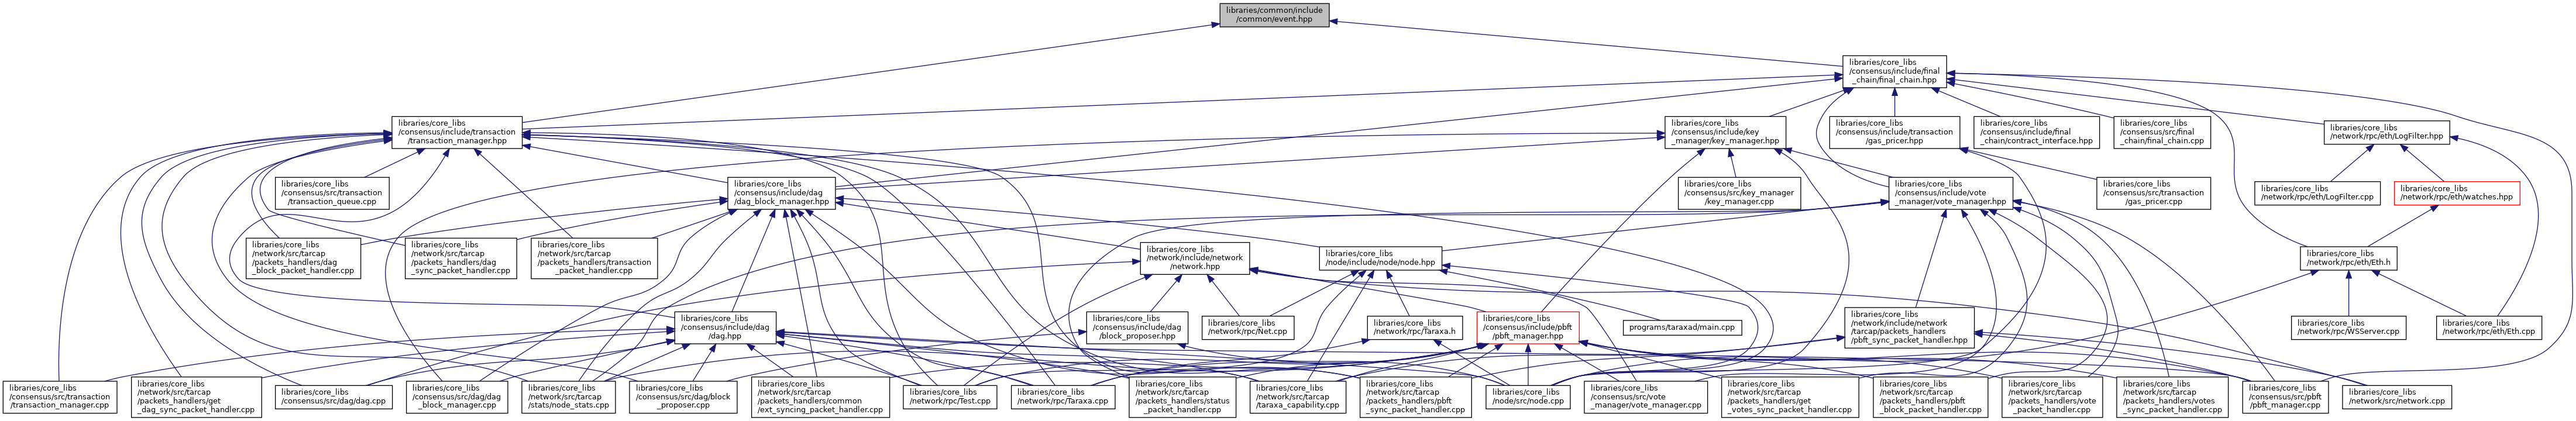 libraries/common/include
/common/event.hpp
libraries/core_libs
/consensus/include/final
_chain/final_chain.hpp
libraries/core_libs
/consensus/include/transaction
/transaction_manager.hpp
libraries/core_libs
/consensus/include/key
_manager/key_manager.hpp
libraries/core_libs
/consensus/include/transaction
/gas_pricer.hpp
libraries/core_libs
/consensus/include/final
_chain/contract_interface.hpp
libraries/core_libs
/consensus/src/final
_chain/final_chain.cpp
libraries/core_libs
/network/rpc/eth/LogFilter.hpp
libraries/core_libs
/consensus/src/transaction
/transaction_queue.cpp
libraries/core_libs
/consensus/include/dag
/dag_block_manager.hpp
libraries/core_libs
/consensus/src/key_manager
/key_manager.cpp
libraries/core_libs
/consensus/include/vote
_manager/vote_manager.hpp
libraries/core_libs
/consensus/src/transaction
/gas_pricer.cpp
libraries/core_libs
/network/rpc/eth/LogFilter.cpp
libraries/core_libs
/network/rpc/eth/watches.hpp
libraries/core_libs
/network/src/tarcap
/packets_handlers/dag
_block_packet_handler.cpp
libraries/core_libs
/network/src/tarcap
/packets_handlers/dag
_sync_packet_handler.cpp
libraries/core_libs
/network/src/tarcap
/packets_handlers/transaction
_packet_handler.cpp
libraries/core_libs
/network/include/network
/network.hpp
libraries/core_libs
/node/include/node/node.hpp
libraries/core_libs
/network/rpc/eth/Eth.h
libraries/core_libs
/consensus/include/dag
/dag.hpp
libraries/core_libs
/consensus/include/dag
/block_proposer.hpp
libraries/core_libs
/network/rpc/Net.cpp
libraries/core_libs
/network/rpc/Taraxa.h
libraries/core_libs
/consensus/include/pbft
/pbft_manager.hpp
programs/taraxad/main.cpp
libraries/core_libs
/network/include/network
/tarcap/packets_handlers
/pbft_sync_packet_handler.hpp
libraries/core_libs
/network/rpc/WSServer.cpp
libraries/core_libs
/network/rpc/eth/Eth.cpp
libraries/core_libs
/consensus/src/transaction
/transaction_manager.cpp
libraries/core_libs
/network/src/tarcap
/packets_handlers/get
_dag_sync_packet_handler.cpp
libraries/core_libs
/consensus/src/dag/dag.cpp
libraries/core_libs
/consensus/src/dag/dag
_block_manager.cpp
libraries/core_libs
/network/src/tarcap
/stats/node_stats.cpp
libraries/core_libs
/consensus/src/dag/block
_proposer.cpp
libraries/core_libs
/network/src/tarcap
/packets_handlers/common
/ext_syncing_packet_handler.cpp
libraries/core_libs
/network/rpc/Test.cpp
libraries/core_libs
/network/rpc/Taraxa.cpp
libraries/core_libs
/network/src/tarcap
/packets_handlers/status
_packet_handler.cpp
libraries/core_libs
/network/src/tarcap
/taraxa_capability.cpp
libraries/core_libs
/network/src/tarcap
/packets_handlers/pbft
_sync_packet_handler.cpp
libraries/core_libs
/node/src/node.cpp
libraries/core_libs
/consensus/src/vote
_manager/vote_manager.cpp
libraries/core_libs
/network/src/tarcap
/packets_handlers/get
_votes_sync_packet_handler.cpp
libraries/core_libs
/network/src/tarcap
/packets_handlers/pbft
_block_packet_handler.cpp
libraries/core_libs
/network/src/tarcap
/packets_handlers/vote
_packet_handler.cpp
libraries/core_libs
/network/src/tarcap
/packets_handlers/votes
_sync_packet_handler.cpp
libraries/core_libs
/consensus/src/pbft
/pbft_manager.cpp
libraries/core_libs
/network/src/network.cpp